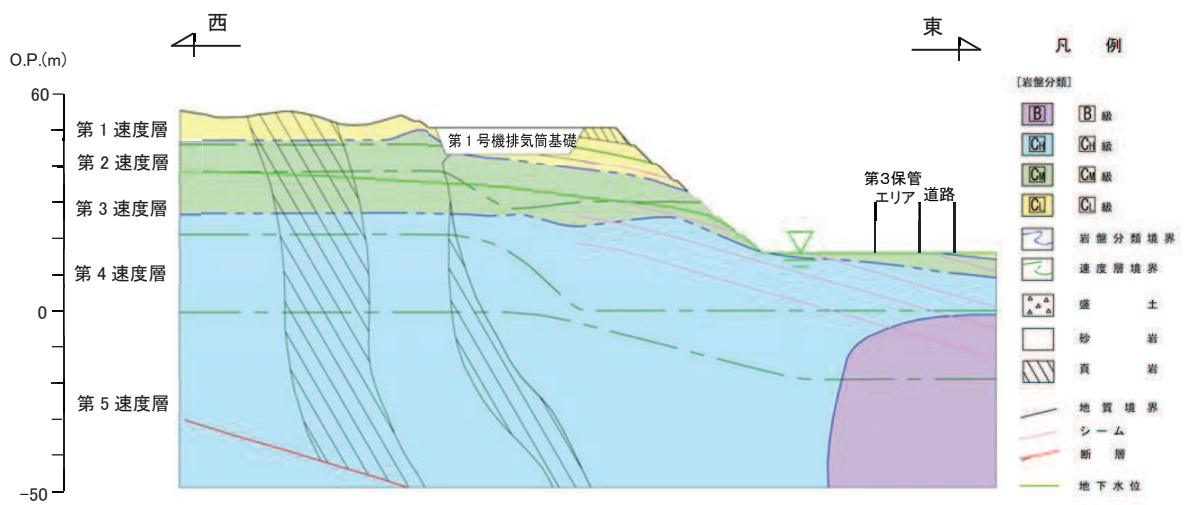 西
東
O.P.(m)
60
0
-50
第1速度層
第2速度層
第3速度層
第4速度層
第5速度層
第1号機排気筒基礎
第3保管
エリア
道路
凡 例
[岩盤分類]
B B 級
CH CH 級
CM CM 級
CL CL 級
岩盤分類境界
速度層境界
盛 土
砂 岩
頁 岩
地質境界
シーム
断 層
地下水位